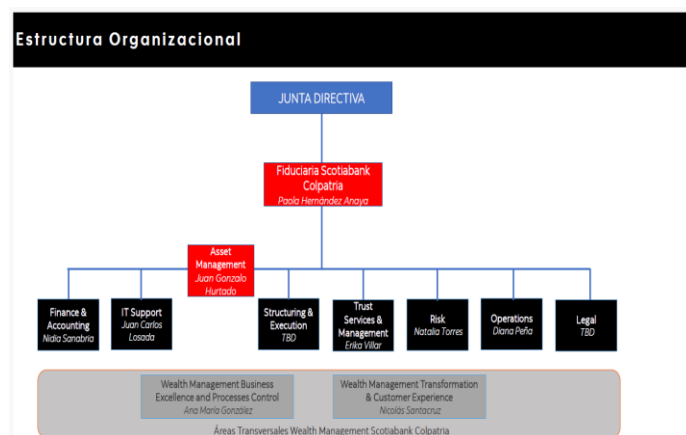 Estructura Organizacional
JUNTA DIRECTIVA
Fiduciaria Scotiabank
Colpatria
Paola Hernández Anaya
Asset
Management
Juan Gonzalo
Hurtado
Finance &
Accounting
Nidia Sanabria
IT Support
Juan Carlos
Losada
Structuring &
Execution
TBD
Trust
Services &
Management
Erika Villar
Risk
Natalia Torres
Operations
Diana Peña
Legal
TBD
Wealth Management Business
Excellence and Processes Control
Ana María González
Wealth Management Transformation
& Customer Experience
Nicolás Santacruz
Áreas Transversales Wealth Management Scotiabank Colpatria